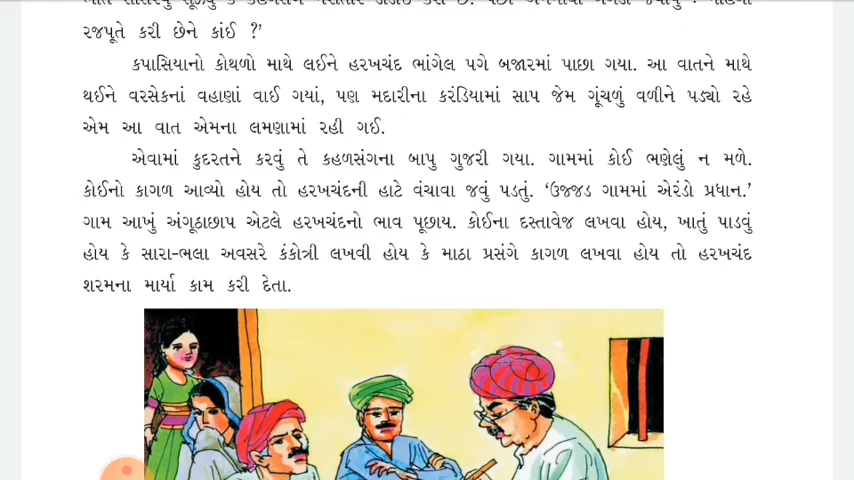 રજપૂતે કરી છેને કાંઈ ?'
કપાસિયાનો કોથળો માથે લઈને હરખચંદ ભાંગેલ પગે બજારમાં પાછા ગયા. આ વાતને માથે
થઈને વરસેકનાં વહાણાં વાઈ ગયાં, પણ મદારીના કરંડિયામાં સાપ જેમ ગૂંચળું વળીને પડ્યો રહે
એમ આ વાત એમના લમણામાં રહી ગઈ.
એવામાં કુદરતને કરવું તે કહળસંગના બાપુ ગુજરી ગયા. ગામમાં કોઈ ભણેલું ન મળે.
કોઈનો કાગળ આવ્યો હોય તો હરખચંદની હાટે વંચાવા જવું પડતું. 'ઉજ્જડ ગામમાં એરંડો પ્રધાન.'
ગામ આખું અંગૂઠાછાપ એટલે હરખચંદનો ભાવ પૂછાય. કોઈના દસ્તાવેજ લખવા હોય, ખાતું પાડવું
હોય કે સારા-ભલા અવસરે કંકોત્રી લખવી હોય કે માઠા પ્રસંગે કાગળ લખવા હોય તો હરખચંદ
શરમના માર્યા કામ કરી દેતા.